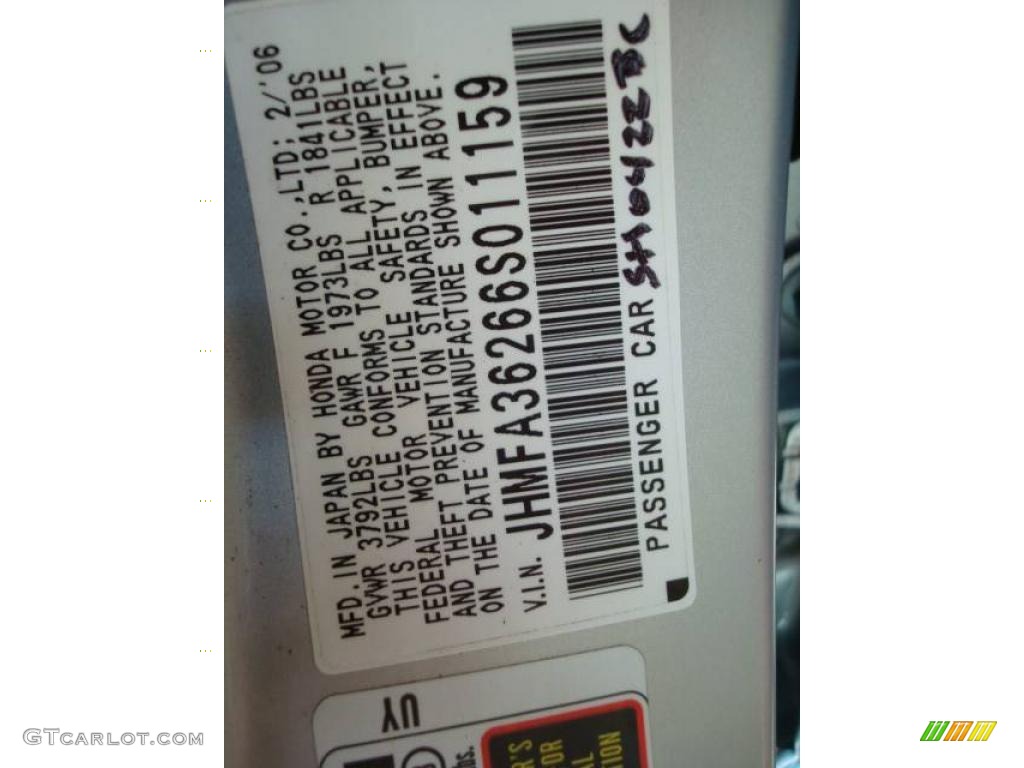 MFD. IN JAPAN BY HONDA MOTOR CO.,LTD; 2/'06
GVWR 3792LBS GAWR F 1973LBS R 1841LBS
THIS VEHICLE CONFORMS TO ALL APPLICABLE
FEDERAL MOTOR VEHICLE SAFETY, BUMPER,
AND THEFT PREVENTION STANDARDS IN EFFECT
ON THE DATE OF MANUFACTURE SHOWN ABOVE.
V.I.N. JHMFA36266S011159
PASSENGER CAR
UY
lbs.
GTcarlot.com